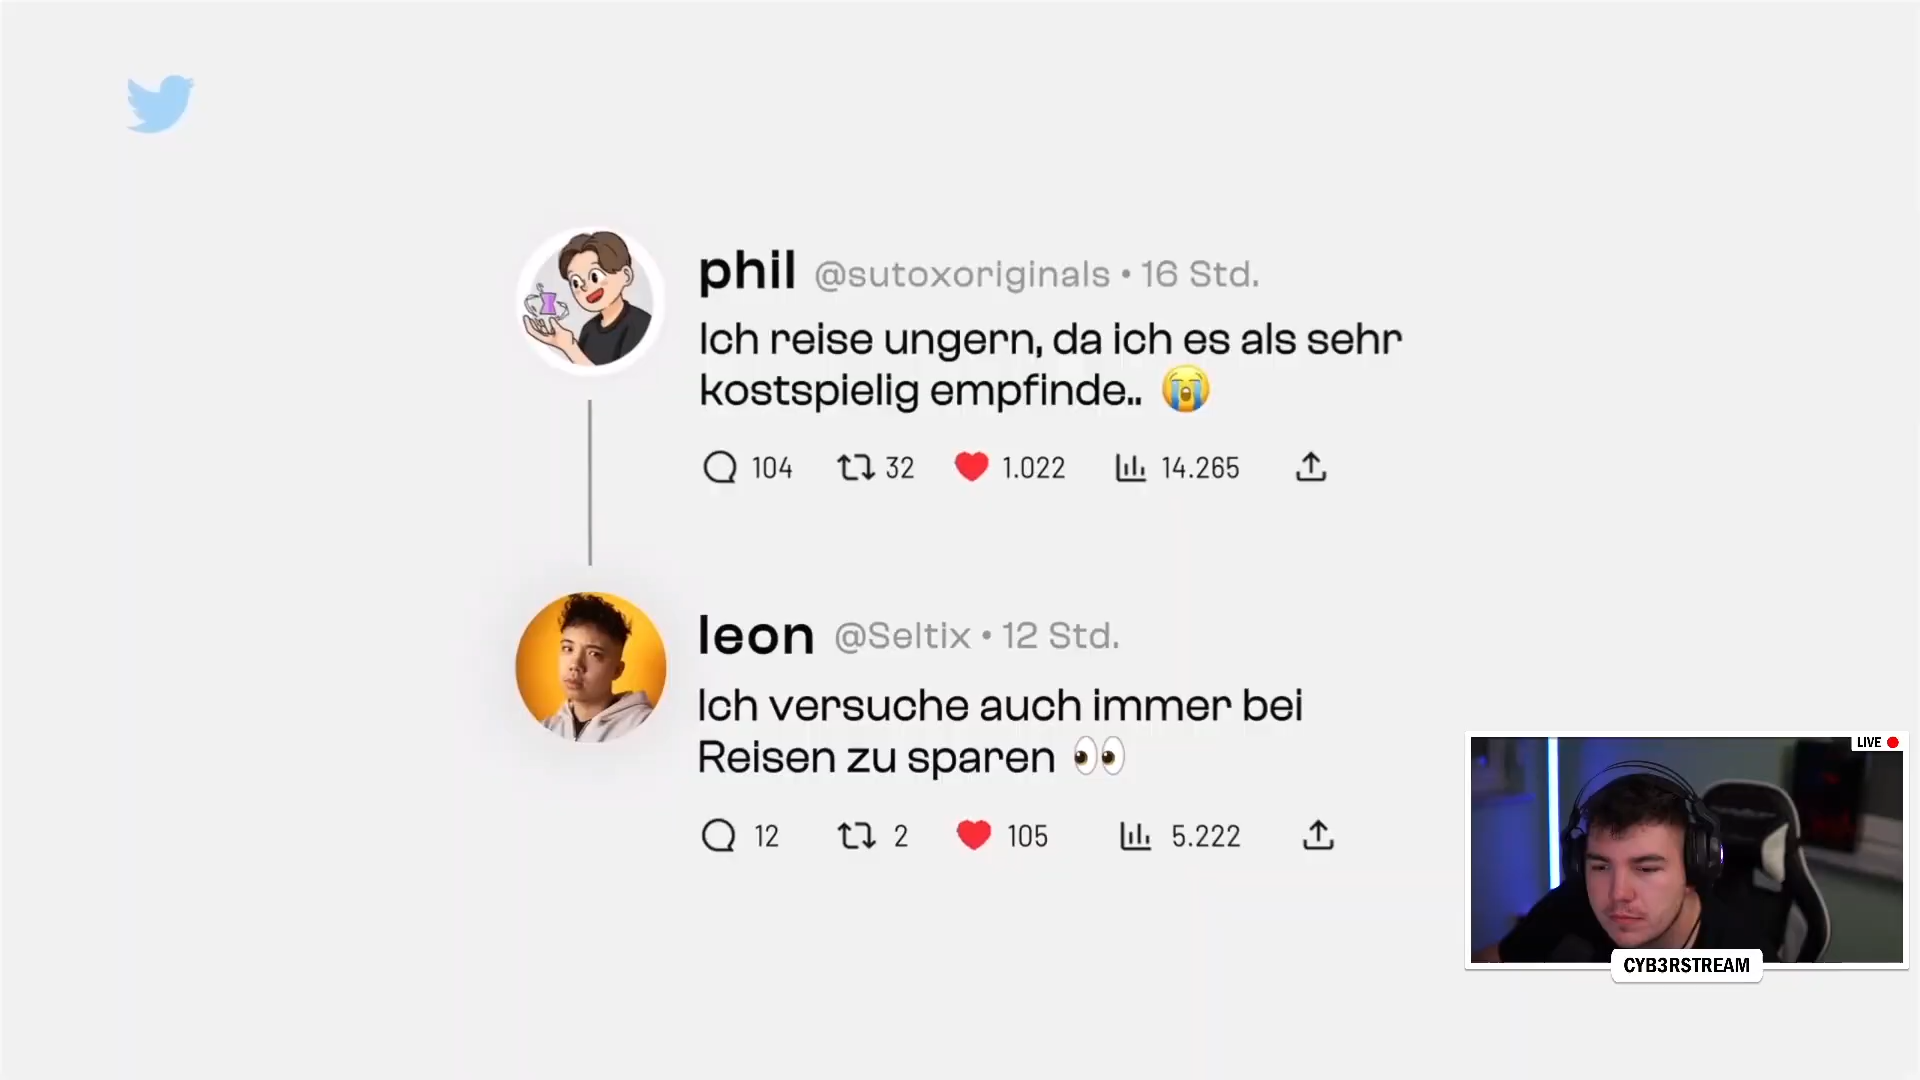 phil @sutoxoriginals • 16 Std.
Ich reise ungern, da ich es als sehr
kostspielig empfinde.. 😭
104 32 1.022 14.265
leon @Seltix • 12 Std.
Ich versuche auch immer bei
Reisen zu sparen 👀
12 2 105 5.222
LIVE
CYB3RSTREAM